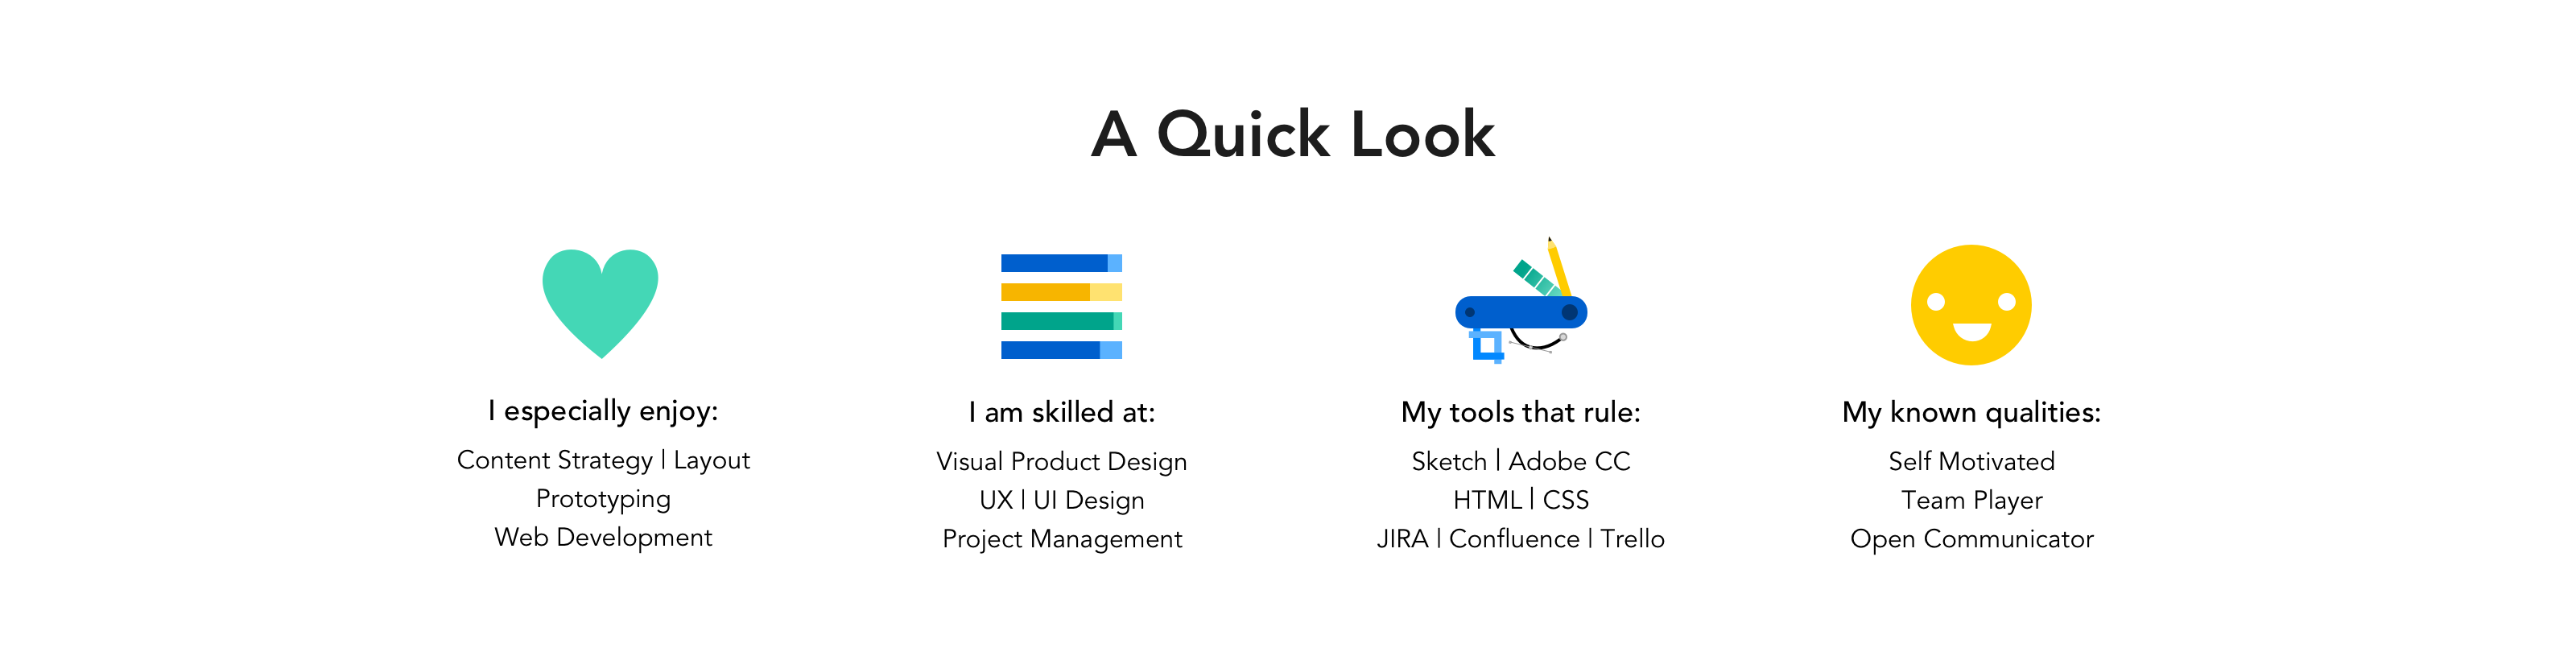 A Quick Look
I especially enjoy:
Content Strategy | Layout
Prototyping
Web Development
I am skilled at:
Visual Product Design
UX | UI Design
Project Management
My tools that rule:
Sketch | Adobe CC
HTML | CSS
JIRA | Confluence | Trello
My known qualities:
Self Motivated
Team Player
Open Communicator